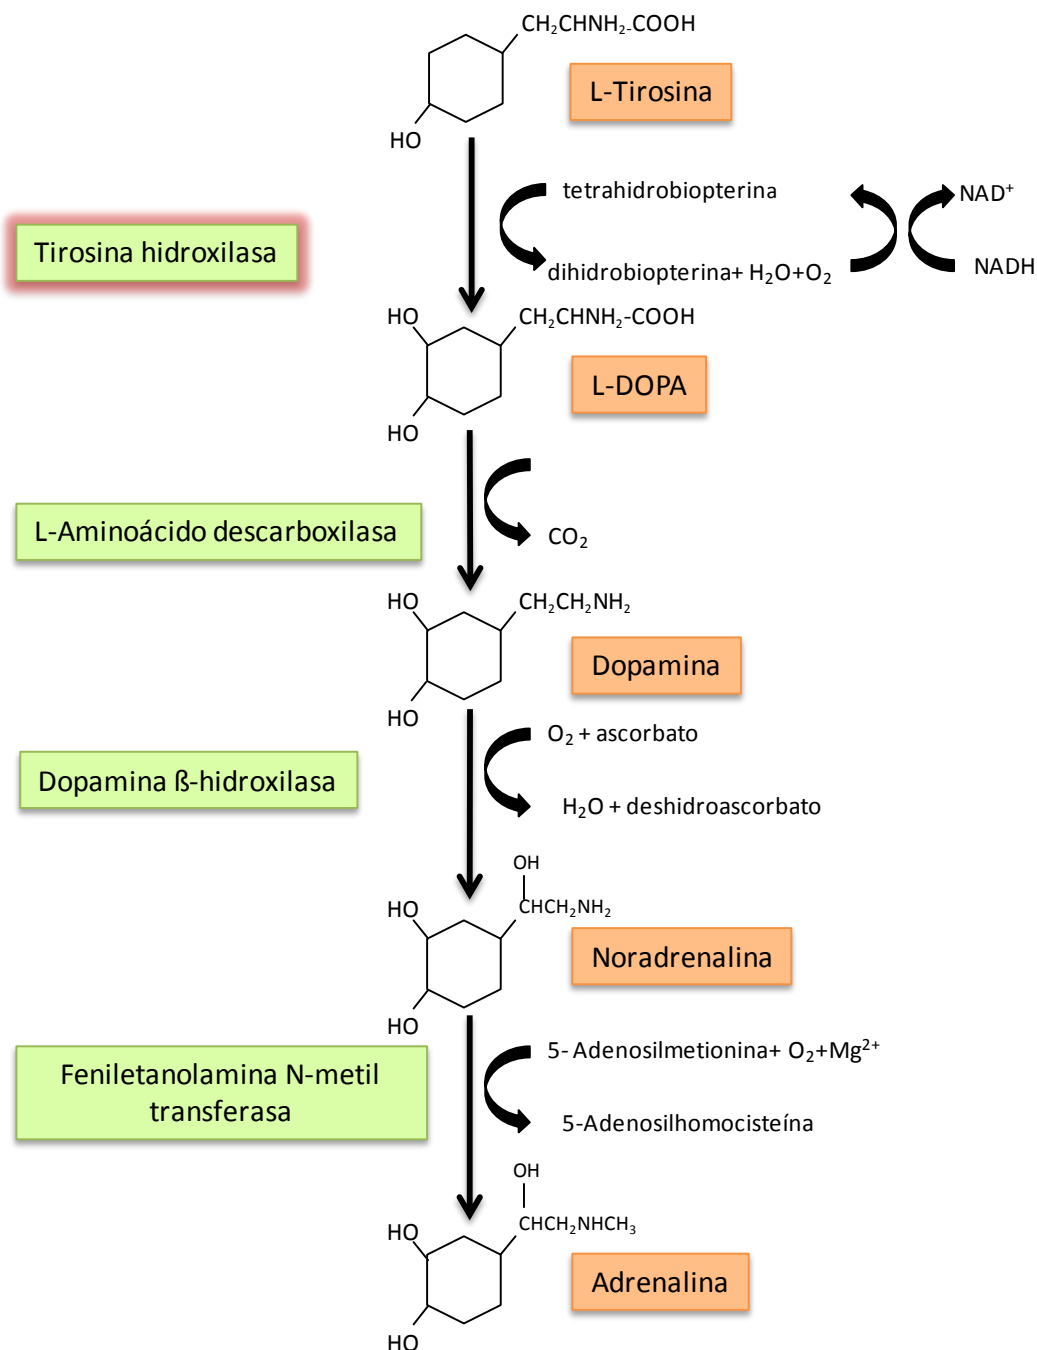 CH₂CHNH₂-COOH
L-Tirosina
HO
tetrahidrobiopterina
NAD⁺
Tirosina hidroxilasa
dihidrobiopterina+ H₂O+O₂
NADH
HO
CH₂CHNH₂-COOH
L-DOPA
HO
L-Aminoácido descarboxilasa
CO₂
HO
CH₂CH₂NH₂
Dopamina
HO
O₂ + ascorbato
Dopamina ß-hidroxilasa
H₂O + deshidroascorbato
OH
HO
CHCH₂NH₂
Noradrenalina
HO
5- Adenosilmetionina+ O₂+Mg²⁺
Feniletanolamina N-metil
transferasa
5-Adenosilhomocisteína
OH
HO
CHCH₂NHCH₃
Adrenalina
HO